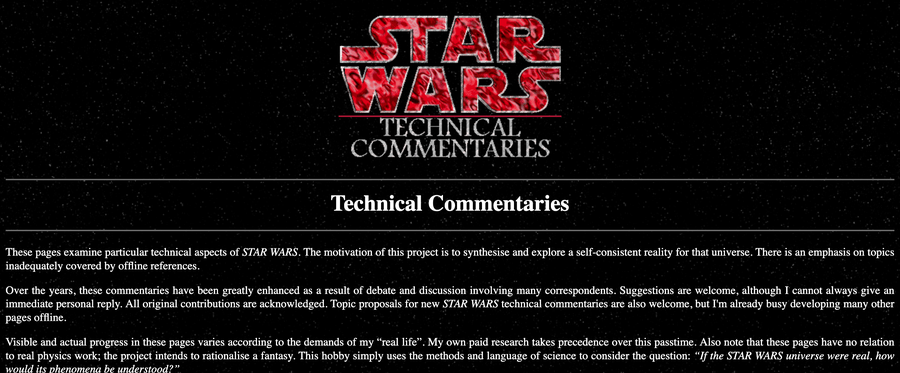 STAR
WARS
TECHNICAL
COMMENTARIES
Technical Commentaries
These pages examine particular technical aspects of STAR WARS. The motivation of this project is to synthesise and explore a self-consistent reality for that universe. There is an emphasis on topics
inadequately covered by offline references.
Over the years, these commentaries have been greatly enhanced as a result of debate and discussion involving many correspondents. Suggestions are welcome, although I cannot always give an
immediate personal reply. All original contributions are acknowledged. Topic proposals for new STAR WARS technical commentaries are also welcome, but I'm already busy developing many other
pages offline.
Visible and actual progress in these pages varies according to the demands of my “real life”. My own paid research takes precedence over this passtime. Also note that these pages have no relation
to real physics work; the project intends to rationalise a fantasy. This hobby simply uses the methods and language of science to consider the question: “If the STAR WARS universe were real, how
would its phenomena be understood?”